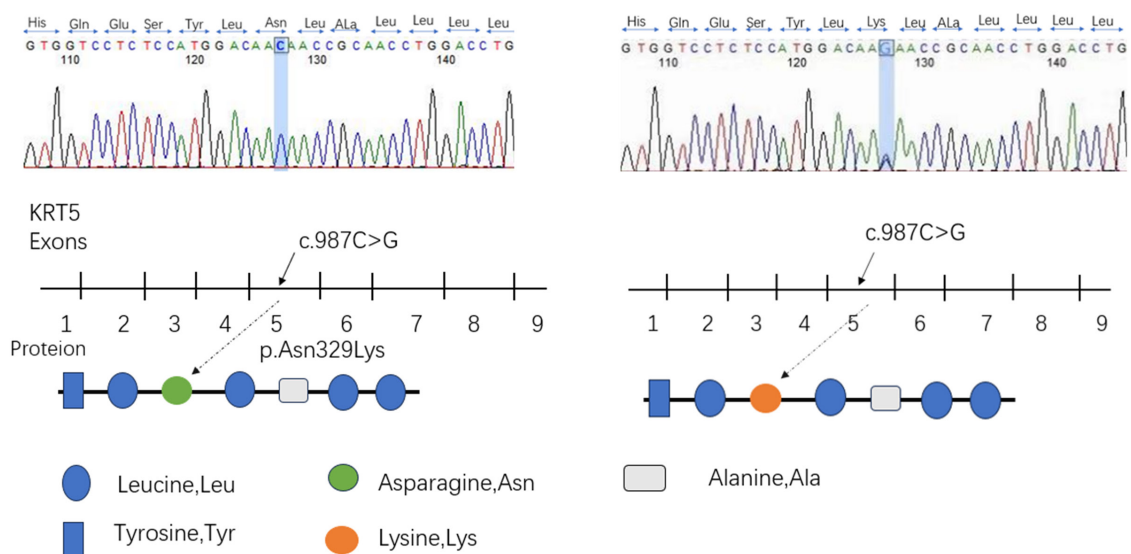 His Gln Glu Ser Tyr Leu Asn Leu ALa Leu Leu Leu
G T G G T C C T C T C C A T G G A C A A C A A C C G C A A C C T G G A C C T G
110 120 130 140
His Gln Glu Ser Tyr Leu Lys Leu ALa Leu Leu Leu
G T G G T C C T C T C C A T G G A C A A G A A C C G C A A C C T G G A C C T G
110 120 130 140
KRT5
Exons
c.987C>G
1 2 3 4 5 6 7 8 9
Proteion
p.Asn329Lys
c.987C>G
1 2 3 4 5 6 7 8 9
Leucine,Leu
Asparagine,Asn
Alanine,Ala
Tyrosine,Tyr
Lysine,Lys